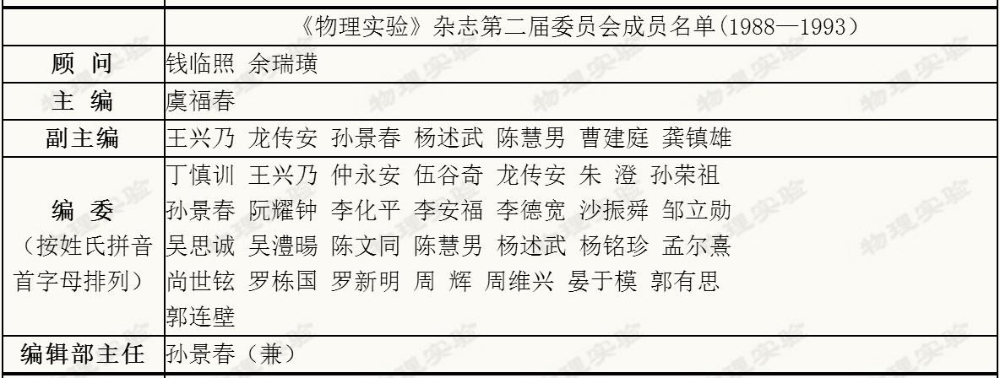 《物理实验》杂志第二届委员会成员名单(1988—1993）
顾 问
钱临照 余瑞璜
主 编
虞福春
副主编
王兴乃 龙传安 孙景春 杨述武 陈慧男 曹建庭 龚镇雄
编 委
（按姓氏拼音
首字母排列）
丁慎训 王兴乃 仲永安 伍谷奇 龙传安 朱 澄 孙荣祖
孙景春 阮耀钟 李化平 李安福 李德宽 沙振舜 邹立勋
吴思诚 吴澧暘 陈文同 陈慧男 杨述武 杨铭珍 孟尔熹
尚世铉 罗栋国 罗新明 周 辉 周维兴 晏于模 郭有思
郭连壁
编辑部主任
孙景春（兼）
物理实验